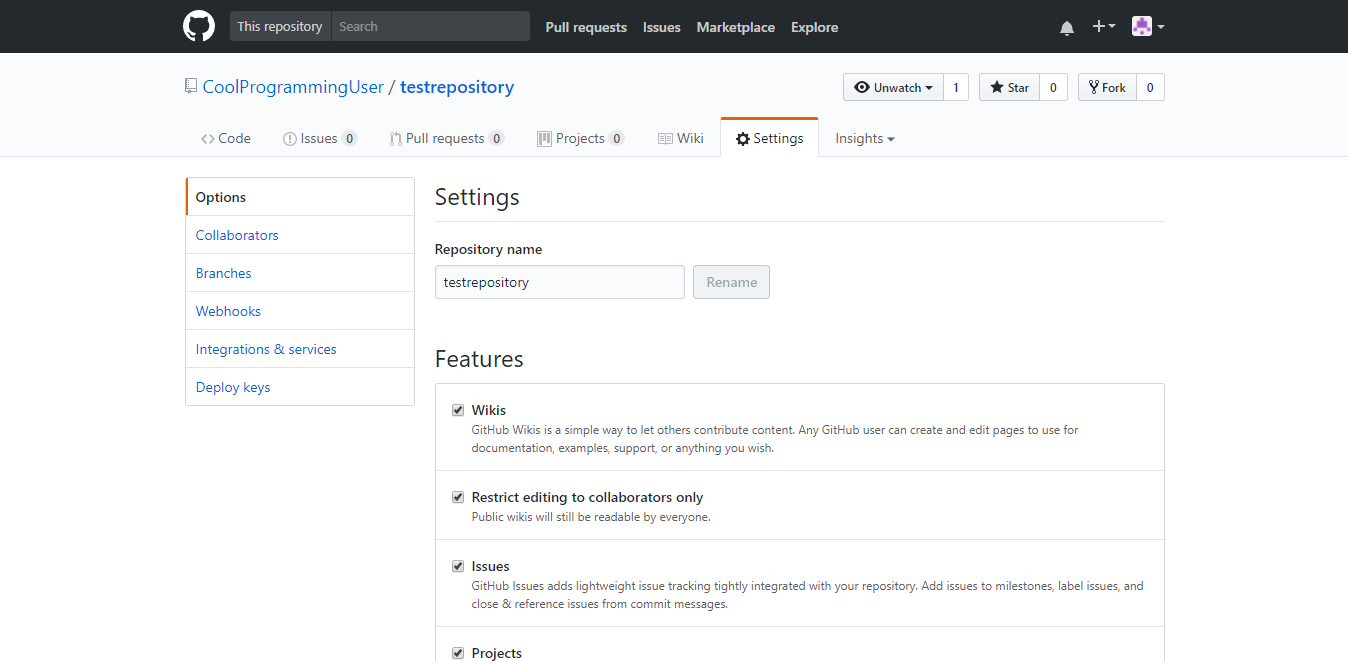 This repository Search Pull requests Issues Marketplace Explore
CoolProgrammingUser / testrepository Unwatch 1 Star 0 Fork 0
Code Issues 0 Pull requests 0 Projects 0 Wiki Settings Insights
Options
Collaborators
Branches
Webhooks
Integrations & services
Deploy keys
Settings
Repository name
testrepository Rename
Features
Wikis
GitHub Wikis is a simple way to let others contribute content. Any GitHub user can create and edit pages to use for
documentation, examples, support, or anything you wish.
Restrict editing to collaborators only
Public wikis will still be readable by everyone.
Issues
GitHub Issues adds lightweight issue tracking tightly integrated with your repository. Add issues to milestones, label issues, and
close & reference issues from commit messages.
Projects